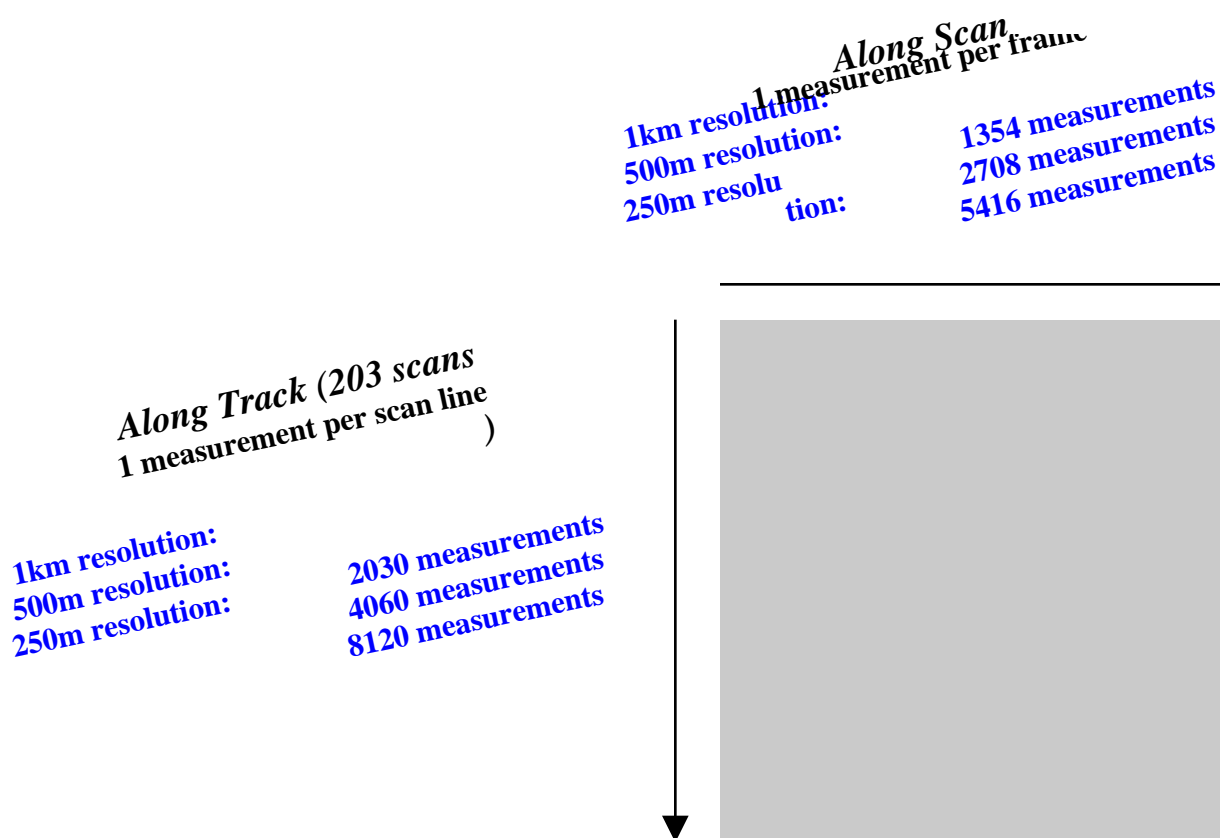 Along Scan
1 measurement per frame
1km resolution: 1354 measurements
500m resolution: 2708 measurements
250m resolu
tion: 5416 measurements
Along Track (203 scans
1 measurement per scan line
)
1km resolution: 2030 measurements
500m resolution: 4060 measurements
250m resolution: 8120 measurements